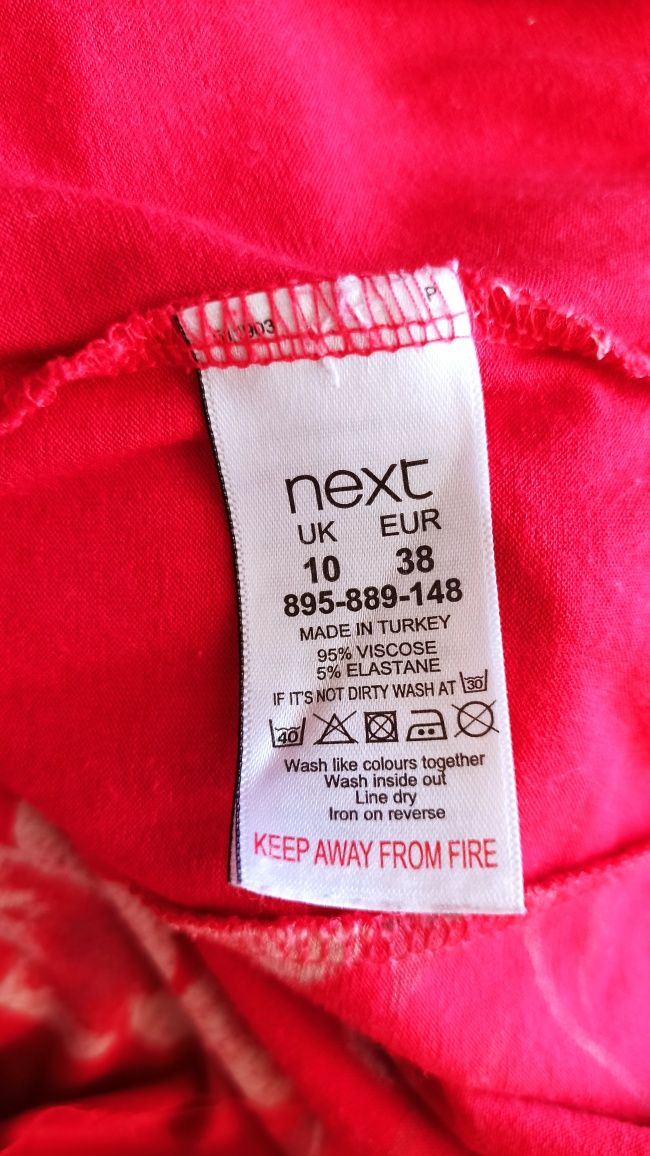 P
next
UK EUR
10 38
895-889-148
MADE IN TURKEY
95% VISCOSE
5% ELASTANE
IF IT'S NOT DIRTY WASH AT 30
40
Wash like colours together
Wash inside out
Line dry
Iron on reverse
KEEP AWAY FROM FIRE